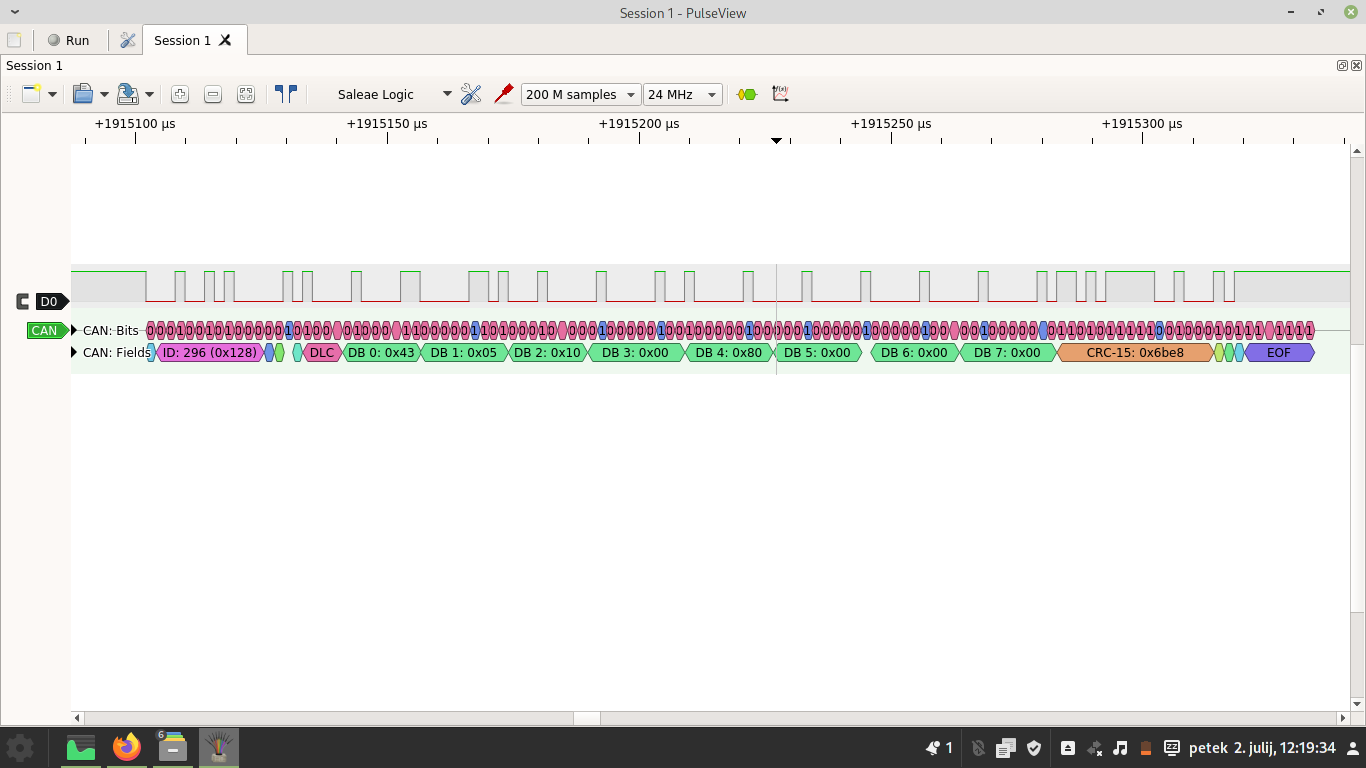 Session 1 - PulseView
Run
Session 1
Session 1
Saleae Logic
200 M samples
24 MHz
f(x)
+1915100 µs
+1915150 µs
+1915200 µs
+1915250 µs
+1915300 µs
D0
CAN
CAN: Bits
CAN: Fields
ID: 296 (0x128)
DLC
DB 0: 0x43
DB 1: 0x05
DB 2: 0x10
DB 3: 0x00
DB 4: 0x80
DB 5: 0x00
DB 6: 0x00
DB 7: 0x00
CRC-15: 0x6be8
EOF
6
1
petek 2. julij, 12:19:34